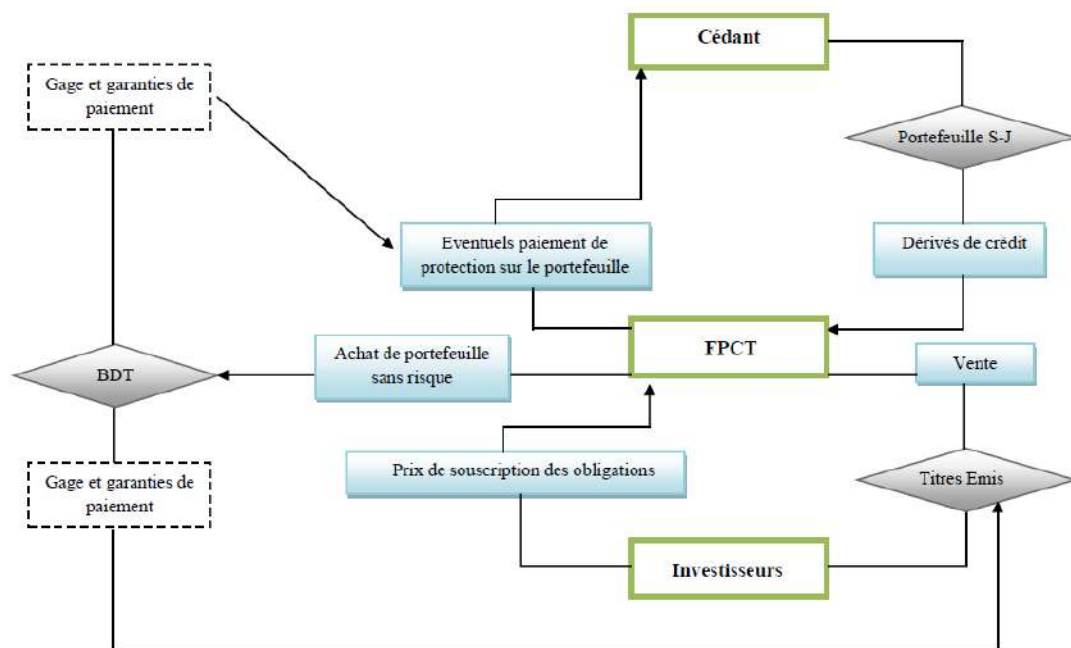 Cédant
Gage et garanties de
paiement
Portefeuille S-J
Eventuels paiement de
protection sur le portefeuille
Dérivés de crédit
FPCT
Achat de portefeuille
sans risque
Vente
BDT
Prix de souscription des obligations
Gage et garanties de
paiement
Titres Emis
Investisseurs